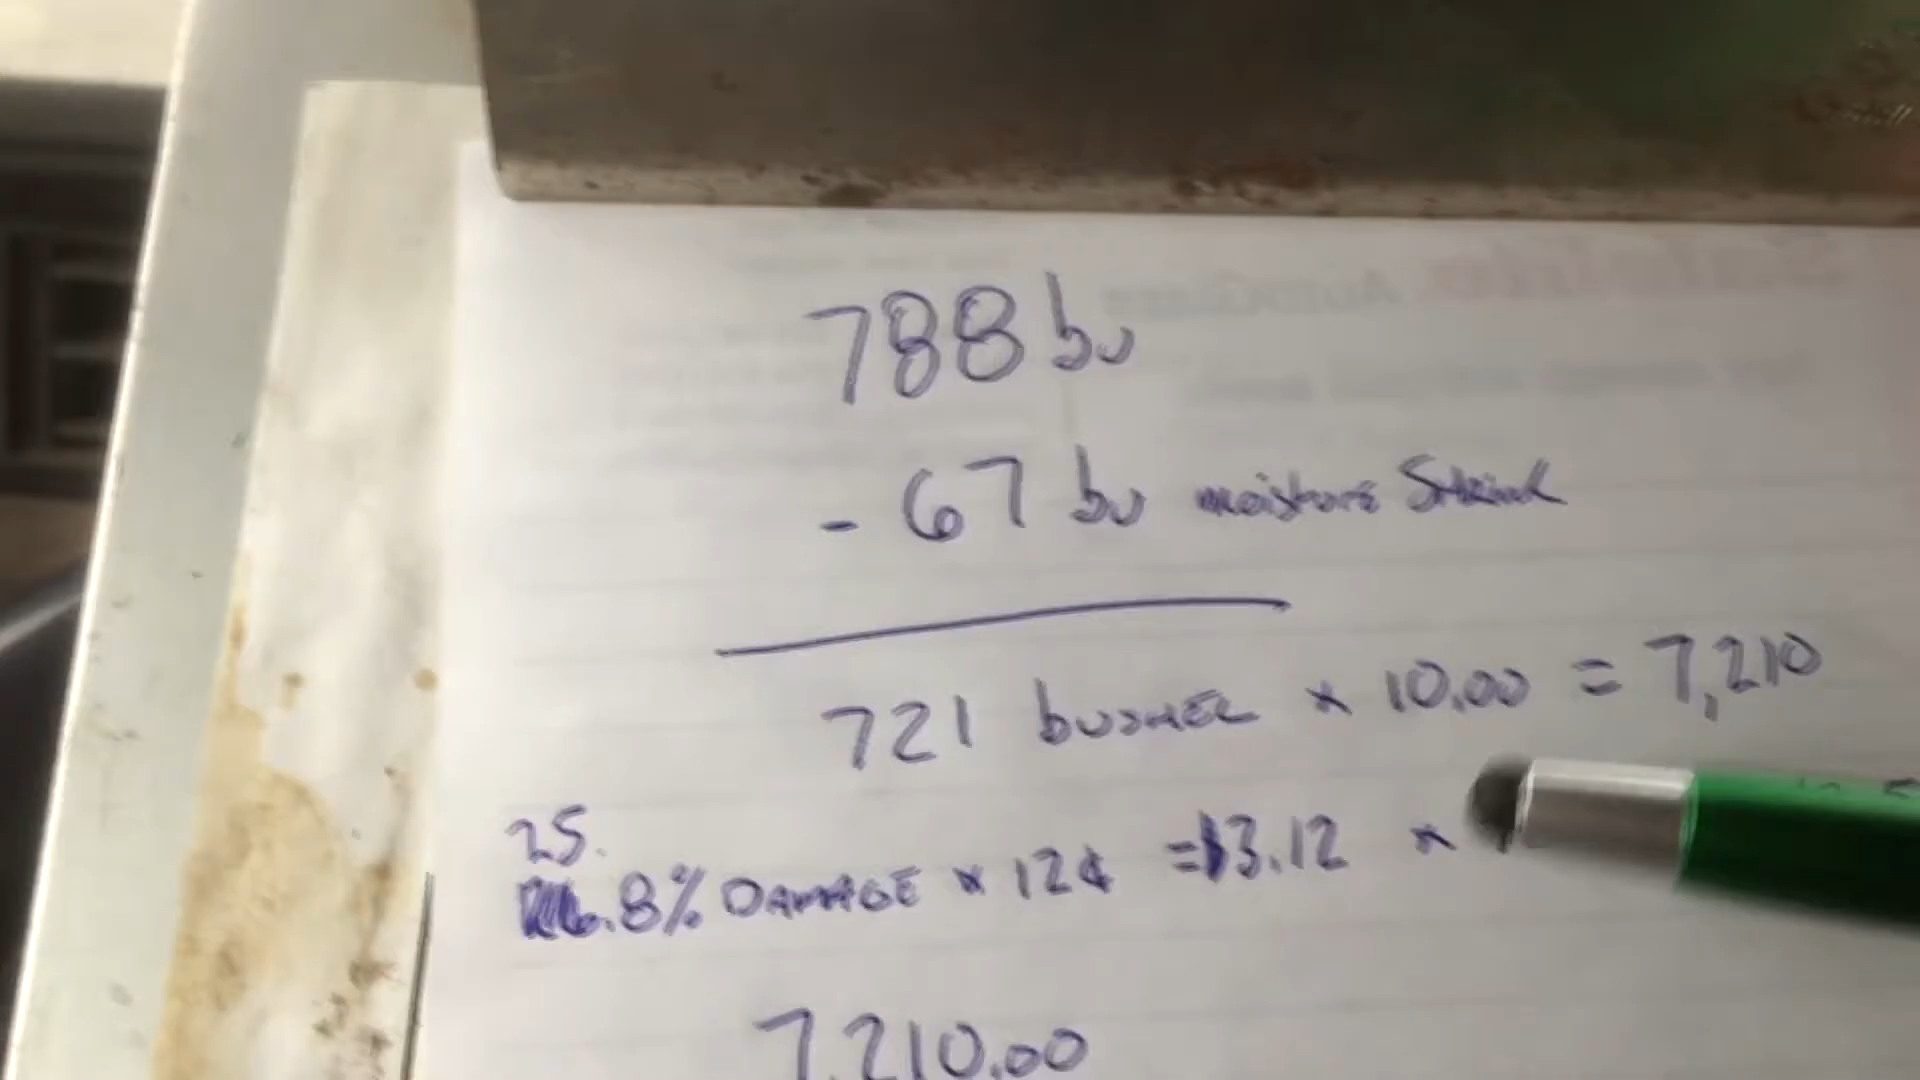 788 bu
- 67 bu moisture Shrink
721 bushel x 10.00 = 7,210
25.
.8% DAMAGE x 12¢ = 3.12 x
7,210.00